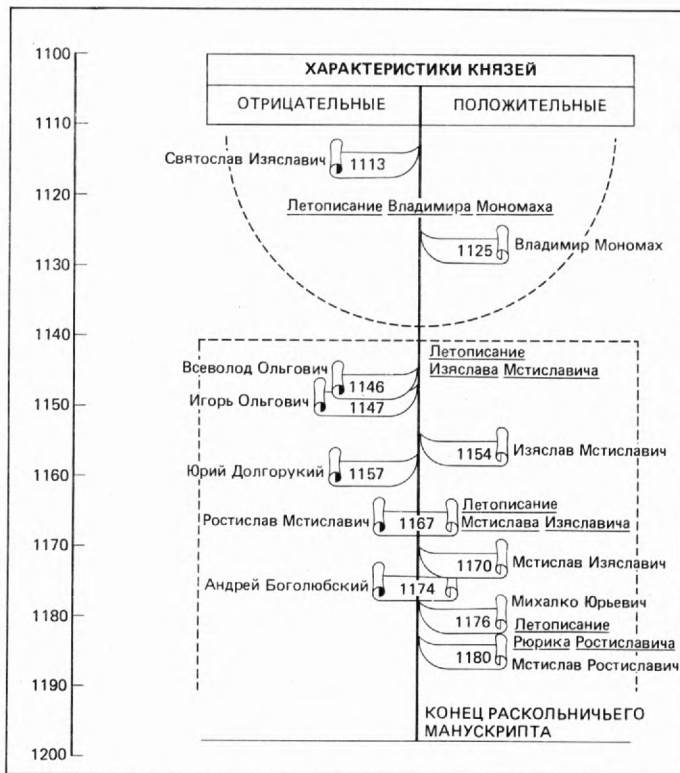 1100
1110
1120
1130
1140
1150
1160
1170
1180
1190
1200
ХАРАКТЕРИСТИКИ КНЯЗЕЙ
ОТРИЦАТЕЛЬНЫЕ
ПОЛОЖИТЕЛЬНЫЕ
Святослав Изяславич
1113
Летописание Владимира Мономаха
1125
Владимир Мономах
Летописание
Изяслава Мстиславича
Всеволод Ольгович
1146
Игорь Ольгович
1147
1154
Изяслав Мстиславич
Юрий Долгорукий
1157
Ростислав Мстиславич
1167
Летописание
Мстислава Изяславича
1170
Мстислав Изяславич
Андрей Боголюбский
1174
Михалко Юрьевич
1176
Летописание
Рюрика Ростиславича
1180
Мстислав Ростиславич
КОНЕЦ РАСКОЛЬНИЧЬЕГО
МАНУСКРИПТА